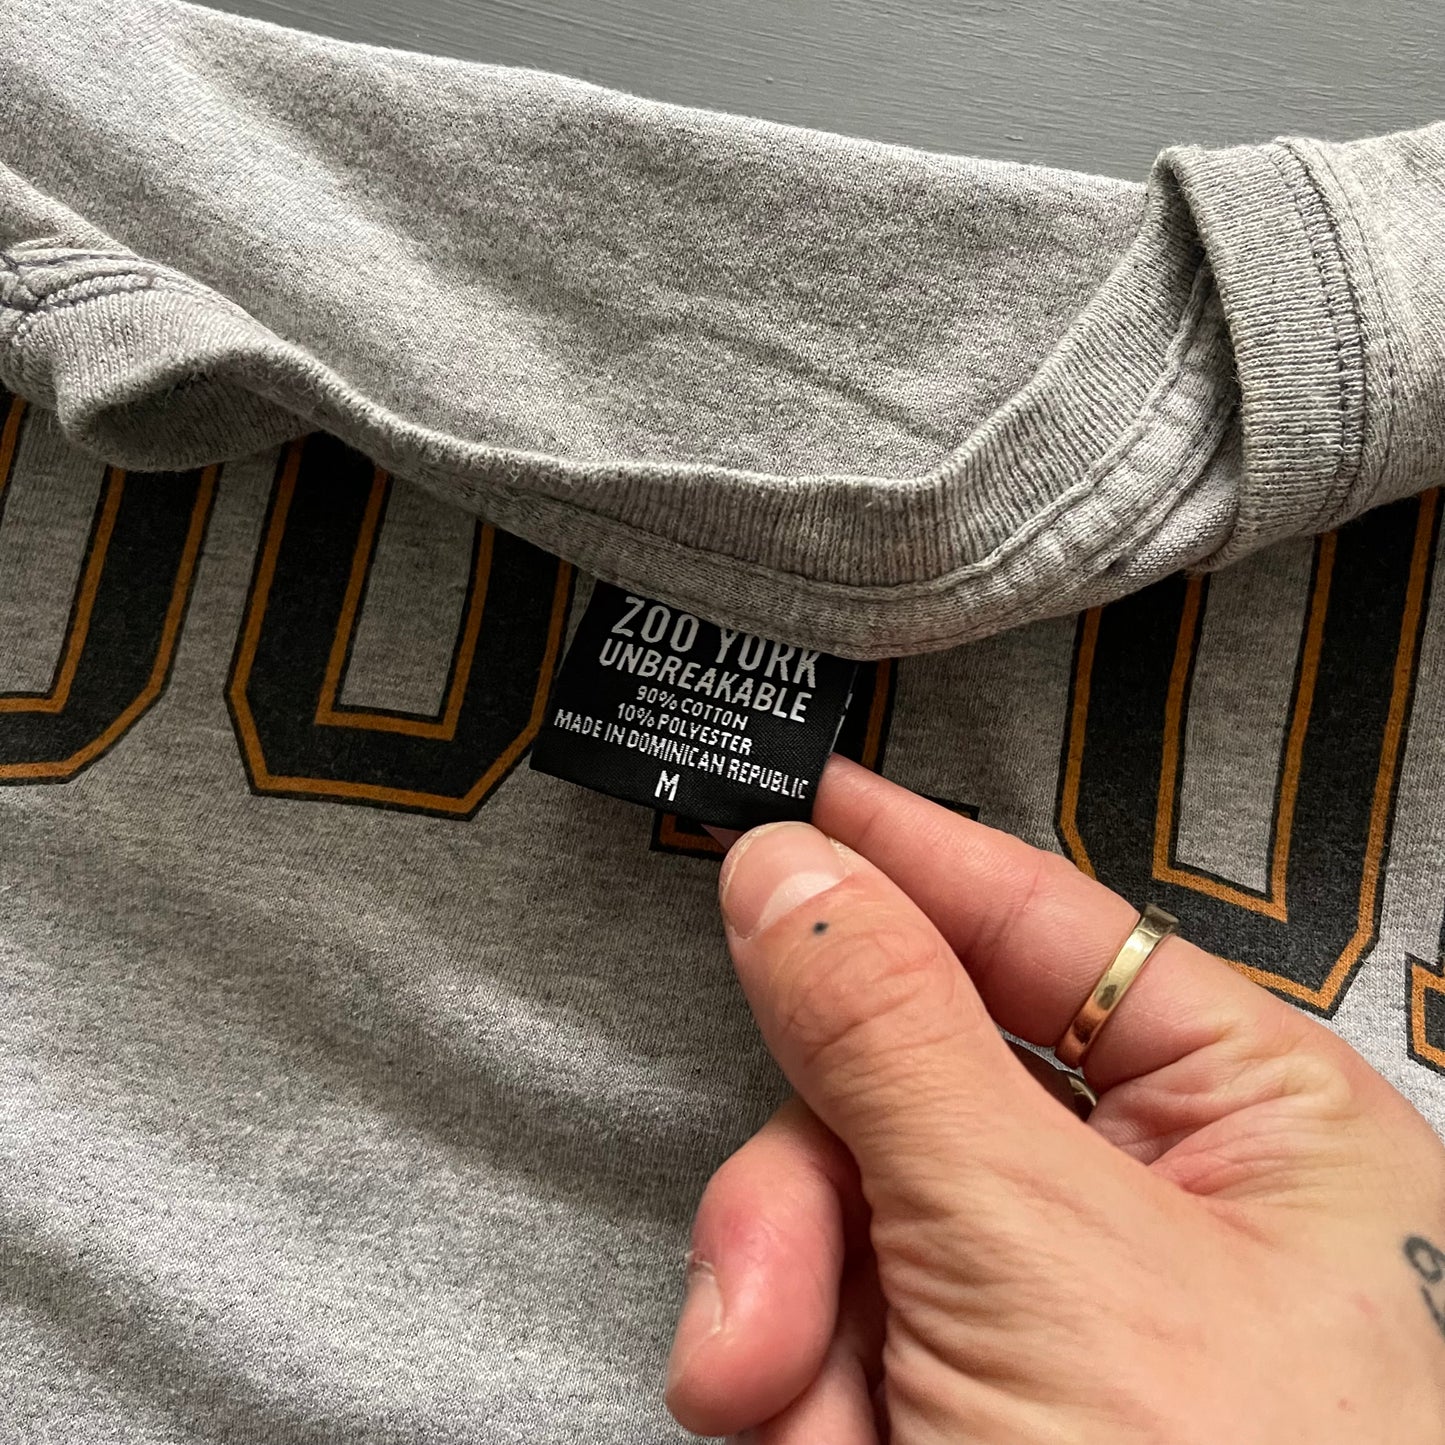 ZOO YORK
UNBREAKABLE
90% COTTON
10% POLYESTER
MADE IN DOMINICAN REPUBLIC
M